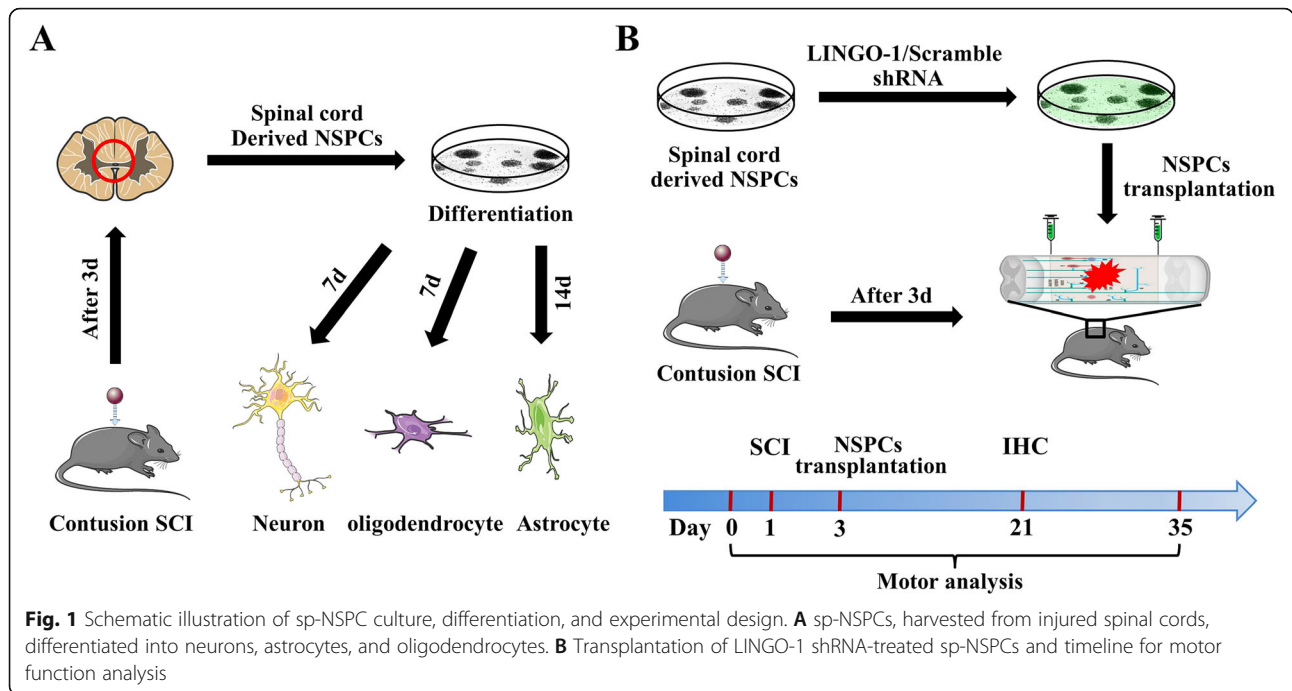 A
Spinal cord
Derived NSPCs
Differentiation
After 3d
7d
7d
14d
Contusion SCI
Neuron
oligodendrocyte
Astrocyte
B
LINGO-1/Scramble
shRNA
Spinal cord
derived NSPCs
NSPCs
transplantation
After 3d
Contusion SCI
SCI
NSPCs
transplantation
IHC
Day 0 1 3 21 35
Motor analysis
Fig. 1 Schematic illustration of sp-NSPC culture, differentiation, and experimental design. A sp-NSPCs, harvested from injured spinal cords,
differentiated into neurons, astrocytes, and oligodendrocytes. B Transplantation of LINGO-1 shRNA-treated sp-NSPCs and timeline for motor
function analysis